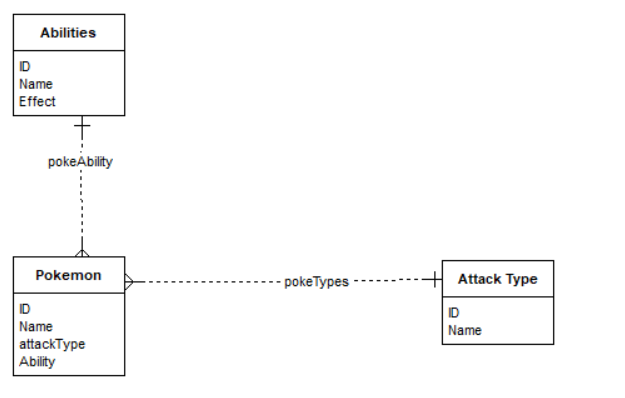 Abilities
ID
Name
Effect
pokeAbility
Pokemon
ID
Name
attackType
Ability
pokeTypes
Attack Type
ID
Name